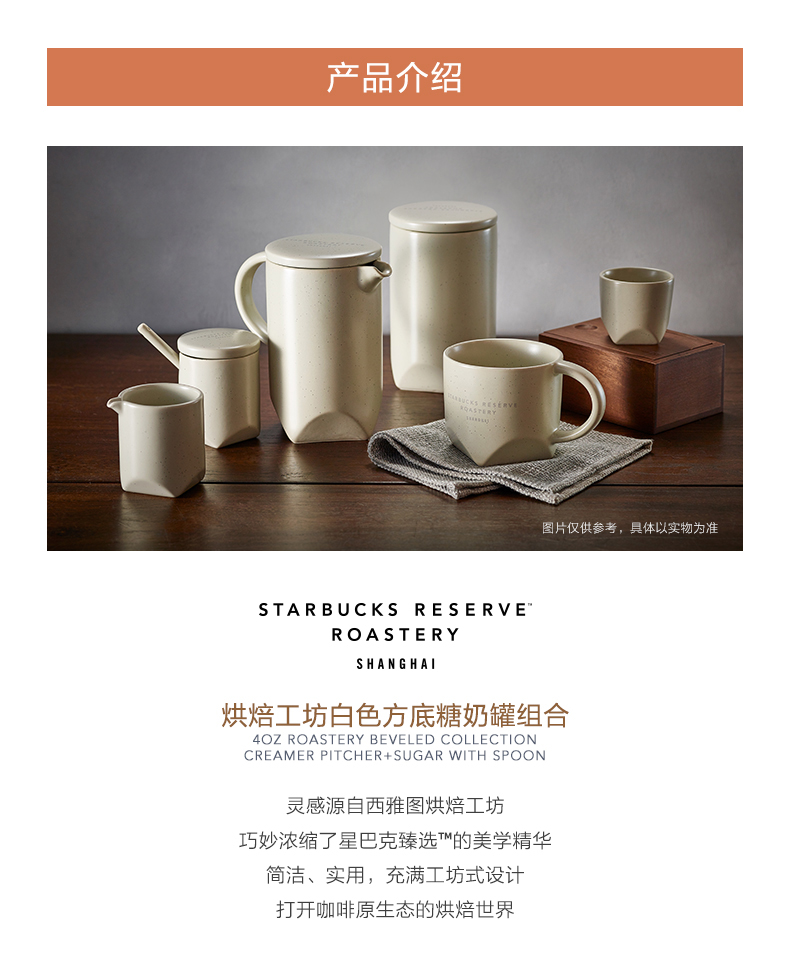 产品介绍
STARBUCKS RESERVE
ROASTERY
SHANGHAI
图片仅供参考，具体以实物为准
STARBUCKS RESERVE™
ROASTERY
SHANGHAI
烘焙工坊白色方底糖奶罐组合
4OZ ROASTERY BEVELED COLLECTION
CREAMER PITCHER+SUGAR WITH SPOON
灵感源自西雅图烘焙工坊
巧妙浓缩了星巴克臻选™的美学精华
简洁、实用，充满工坊式设计
打开咖啡原生态的烘焙世界